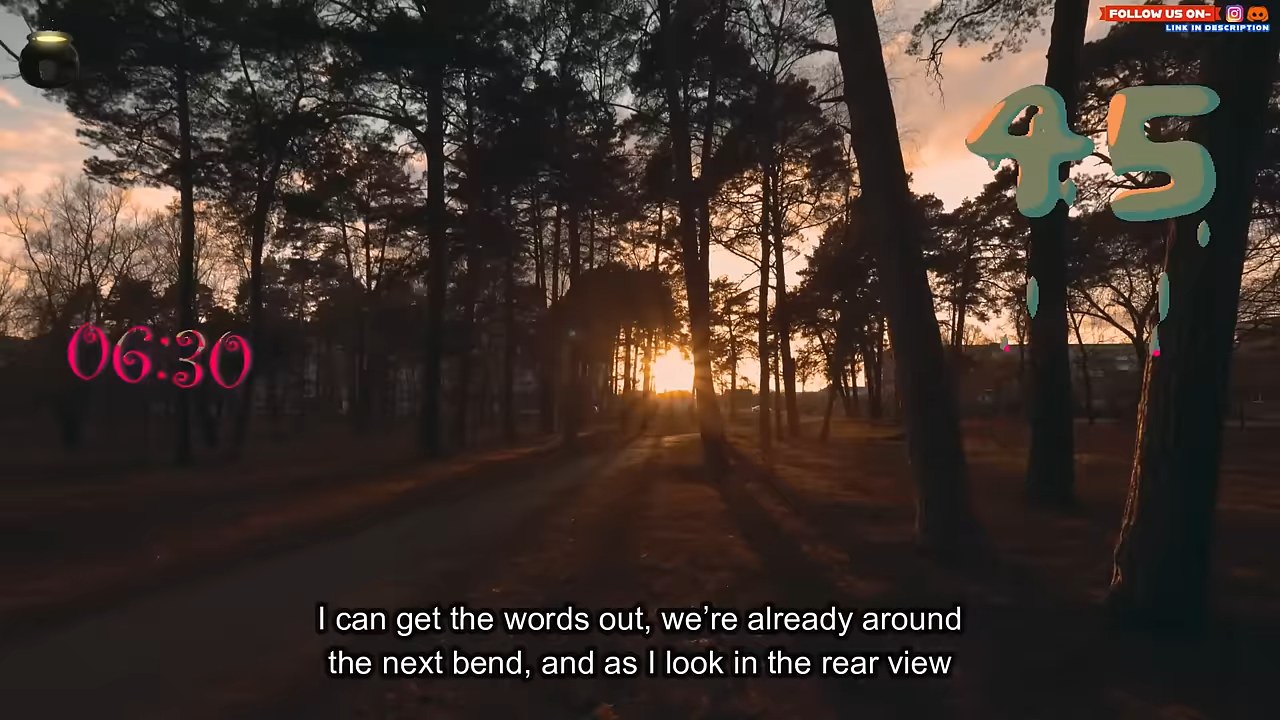 FOLLOW US ON-
LINK IN DESCRIPTION
45
06:30
I can get the words out, we’re already around
the next bend, and as I look in the rear view